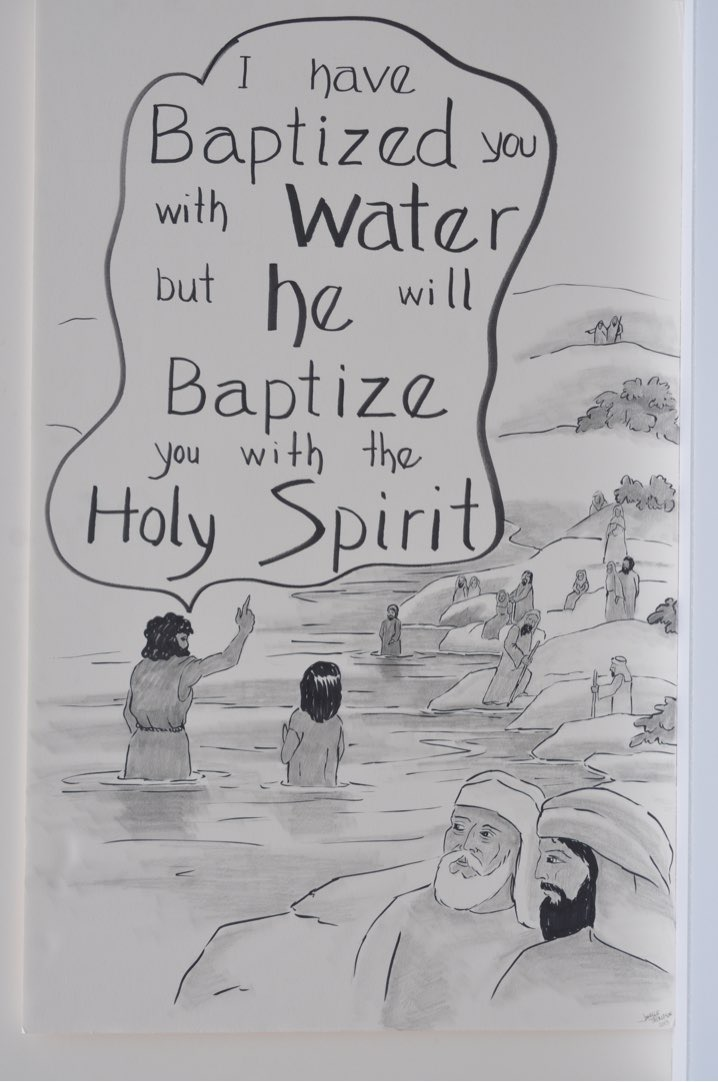 I have
Baptized you
with Water
but he will
Baptize
you with the
Holy Spirit